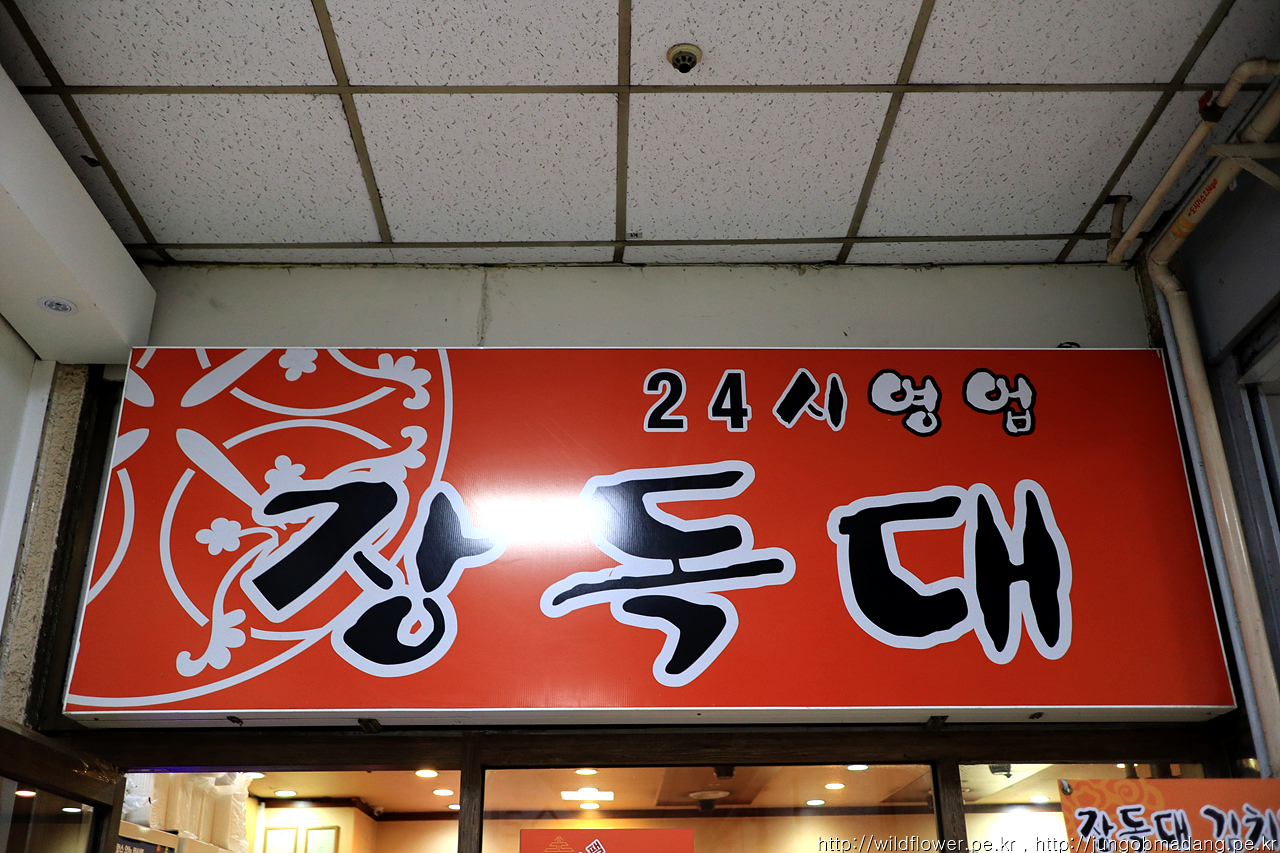 24시영업
장독대
장독대 김치
http://wildflower.pe.kr , http://jungobmadang.pe.kr